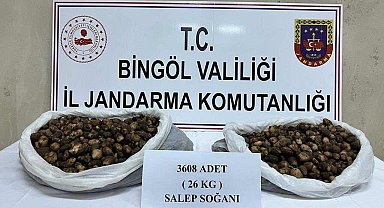 T.C.
BİNGÖL VALİLİĞİ
İL JANDARMA KOMUTANLIĞI
3608 ADET
( 26 KG )
SALEP SOĞANI